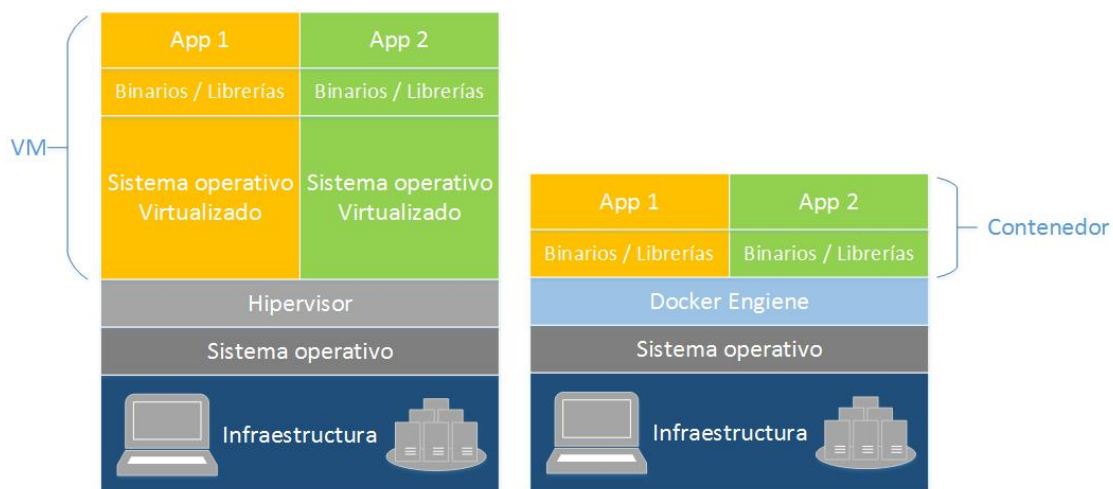 VM
App 1
App 2
Binarios / Librerías
Binarios / Librerías
Sistema operativo
Virtualizado
Sistema operativo
Virtualizado
Hipervisor
Sistema operativo
Infraestructura
App 1
App 2
Binarios / Librerías
Binarios / Librerías
Contenedor
Docker Engiene
Sistema operativo
Infraestructura